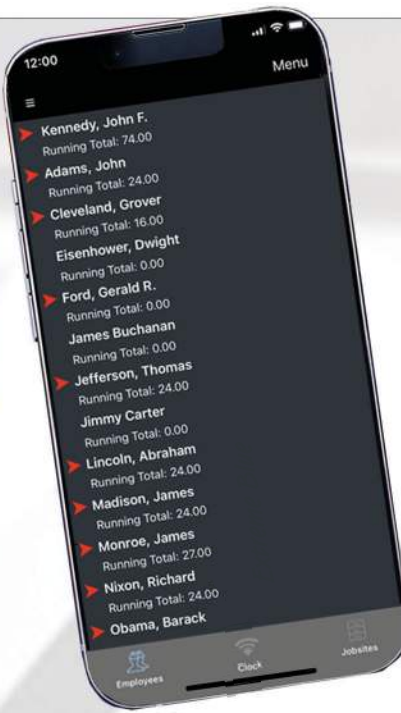 12:00
Menu
Kennedy, John F.
Running Total: 74.00
Adams, John
Running Total: 24.00
Cleveland, Grover
Running Total: 16.00
Eisenhower, Dwight
Running Total: 0.00
Ford, Gerald R.
Running Total: 0.00
James Buchanan
Running Total: 0.00
Jefferson, Thomas
Running Total: 24.00
Jimmy Carter
Running Total: 0.00
Lincoln, Abraham
Running Total: 24.00
Madison, James
Running Total: 24.00
Monroe, James
Running Total: 27.00
Nixon, Richard
Running Total: 24.00
Obama, Barack
Employees
Clock
Jobsites